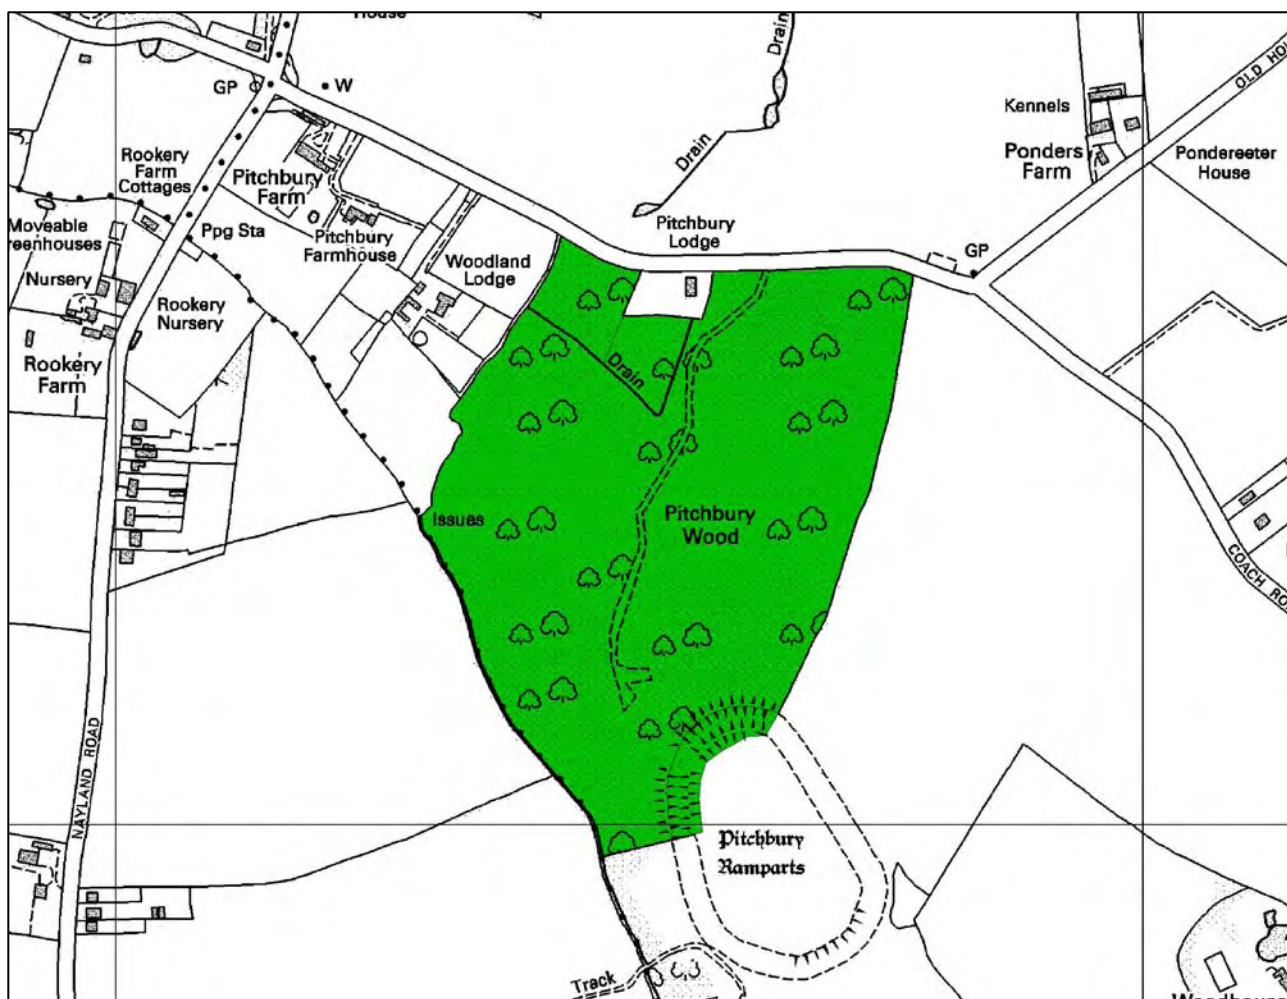 House
Drain
GP
W
Kennels
OLD HO
Drain
Rookery
Farm
Cottages
Pitchbury
Farm
Ponders
Farm
Pondereeter
House
Moveable
reenhouses
Ppg Sta
Pitchbury
Farmhouse
Pitchbury
Lodge
GP
Woodland
Lodge
Nursery
Rookery
Nursery
Rookery
Farm
Drain
Issues
Pitchbury
Wood
COACH RO
NAYLAND ROAD
Pitchbury
Ramparts
Track